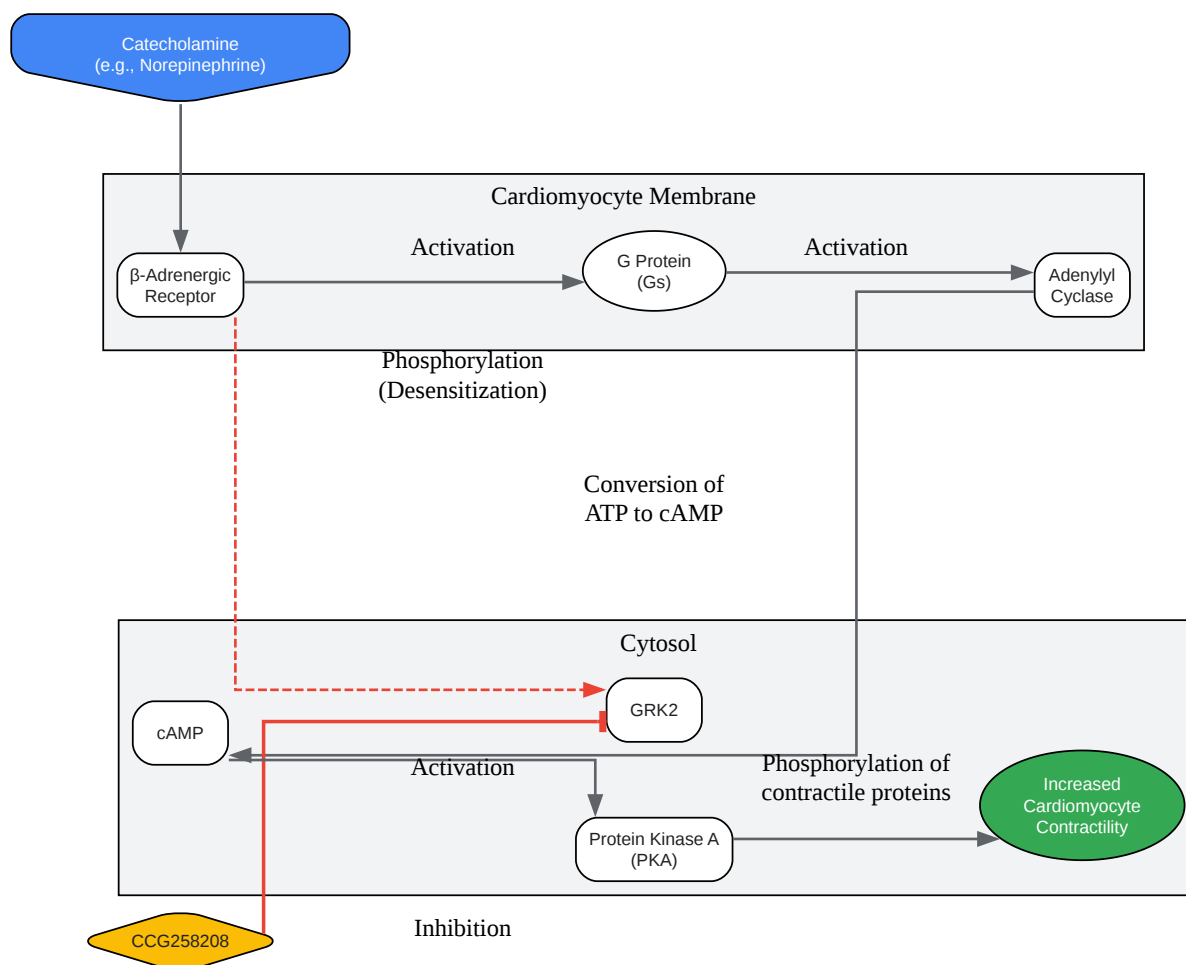 Catecholamine
(e.g., Norepinephrine)
Cardiomyocyte Membrane
Activation
Activation
β-Adrenergic
Receptor
G Protein
(Gs)
Adenylyl
Cyclase
Phosphorylation
(Desensitization)
Conversion of
ATP to cAMP
Cytosol
GRK2
cAMP
Activation
Phosphorylation of
contractile proteins
Increased
Cardiomyocyte
Contractility
Protein Kinase A
(PKA)
Inhibition
CCG258208